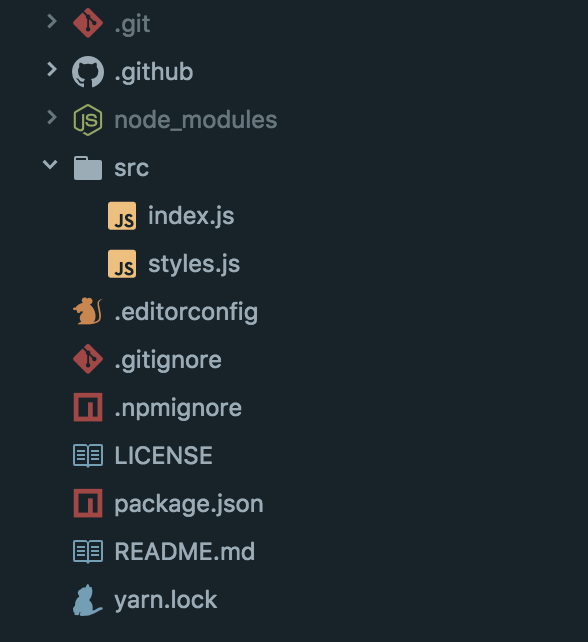 .git
.github
node_modules
src
index.js
styles.js
.editorconfig
.gitignore
.npmignore
LICENSE
package.json
README.md
yarn.lock